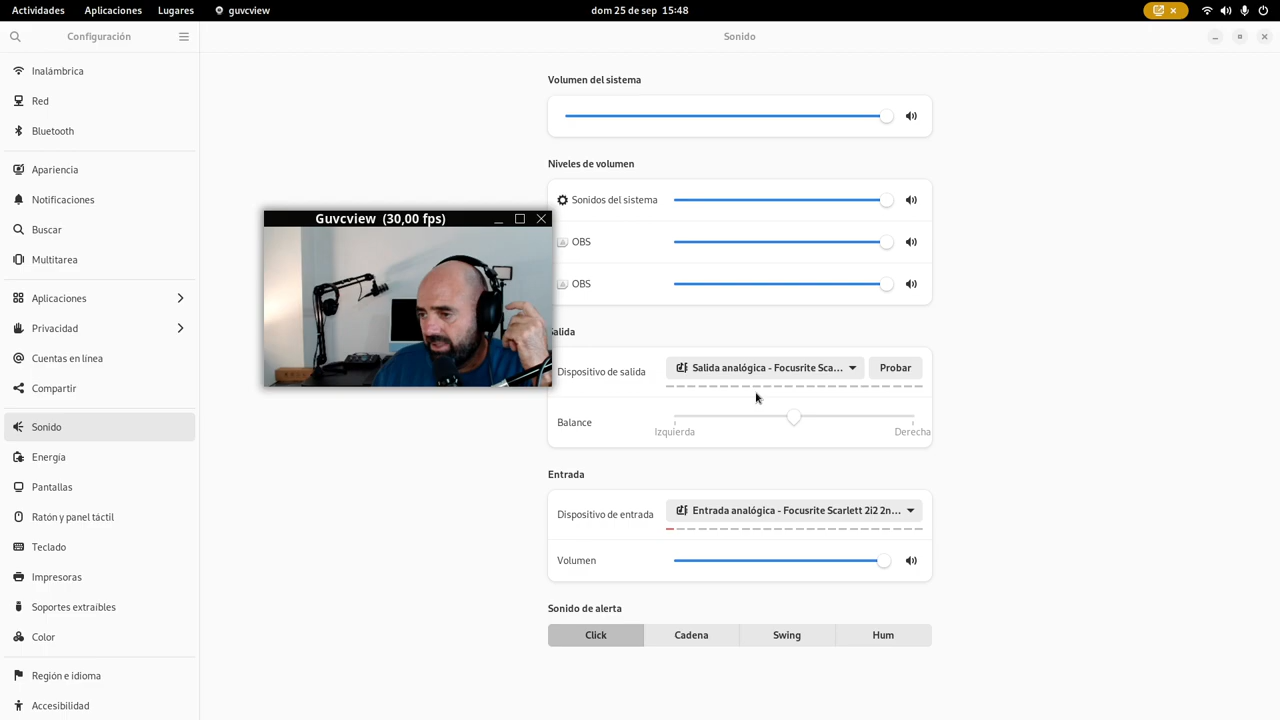 Actividades Aplicaciones Lugares guvcview dom 25 de sep 15:48
Configuración Sonido
Inalámbrica
Red
Bluetooth
Apariencia
Notificaciones
Buscar
Multitarea
Aplicaciones
Privacidad
Cuentas en línea
Compartir
Sonido
Energía
Pantallas
Ratón y panel táctil
Teclado
Impresoras
Soportes extraíbles
Color
Región e idioma
Accesibilidad
Guvcview (30,00 fps)
Volumen del sistema
Niveles de volumen
Sonidos del sistema
OBS
OBS
Salida
Dispositivo de salida Salida analógica - Focusrite Sca... Probar
Balance
Izquierda Derecha
Entrada
Dispositivo de entrada Entrada analógica - Focusrite Scarlett 2i2 2n...
Volumen
Sonido de alerta
Click Cadena Swing Hum